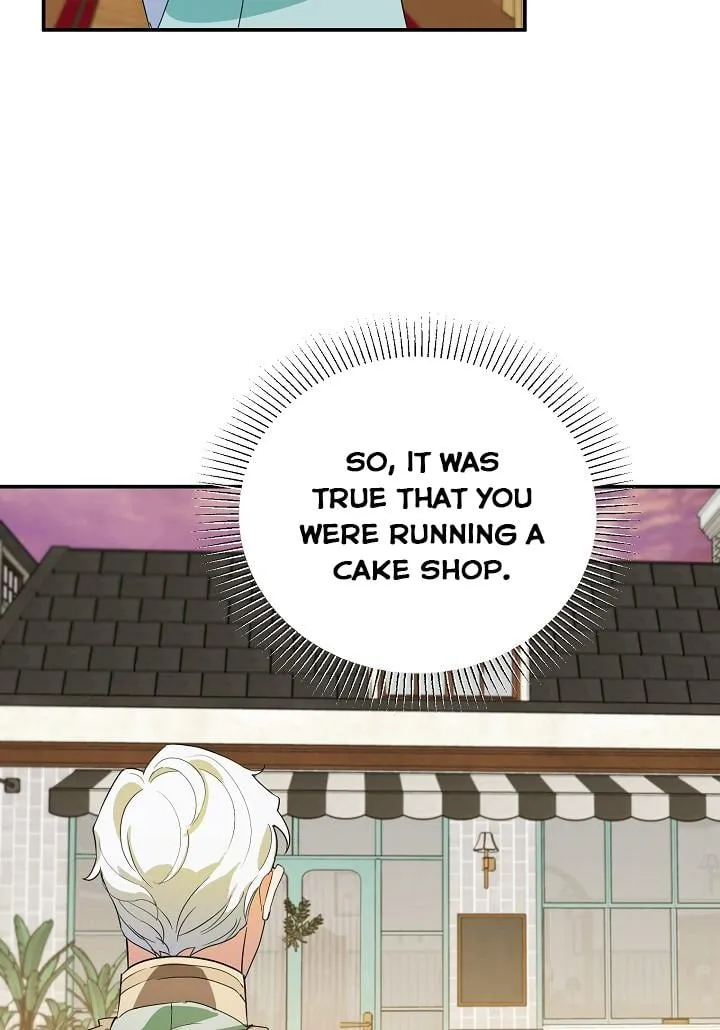 SO, IT WAS
TRUE THAT YOU
WERE RUNNING A
CAKE SHOP.